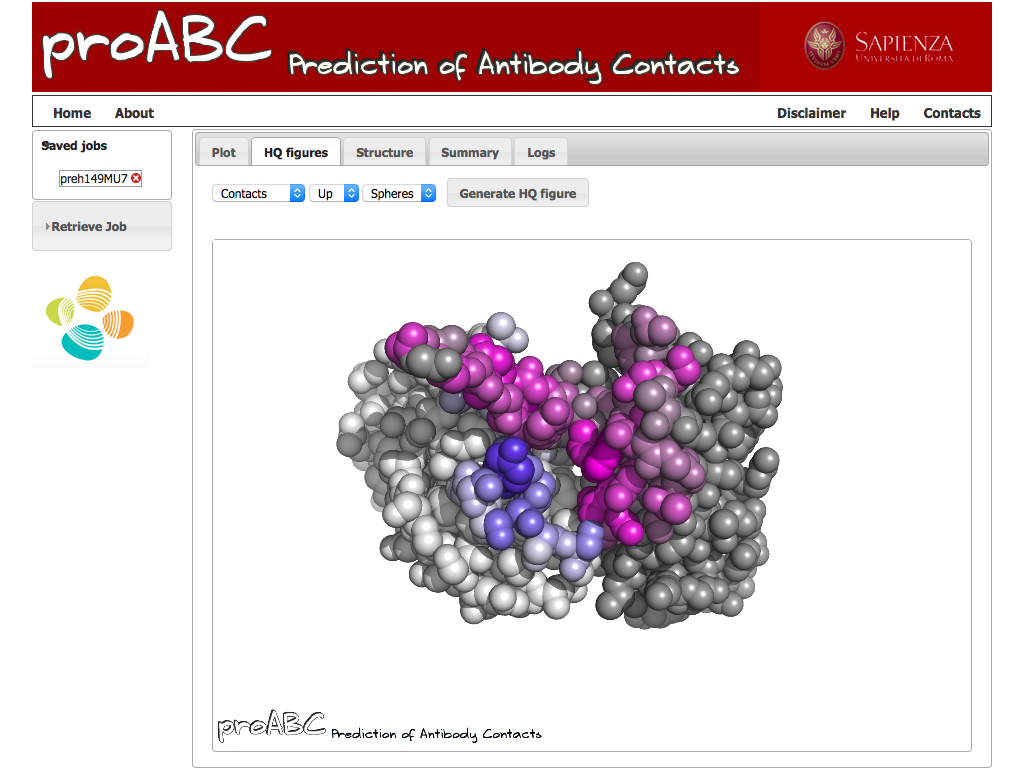 proABC Prediction of Antibody Contacts
SAPIENZA
UNIVERSITÀ DI ROMA
Home About Disclaimer Help Contacts
Saved jobs
preh149MU7
Retrieve Job
Plot HQ figures Structure Summary Logs
Contacts Up Spheres Generate HQ figure
proABC Prediction of Antibody Contacts